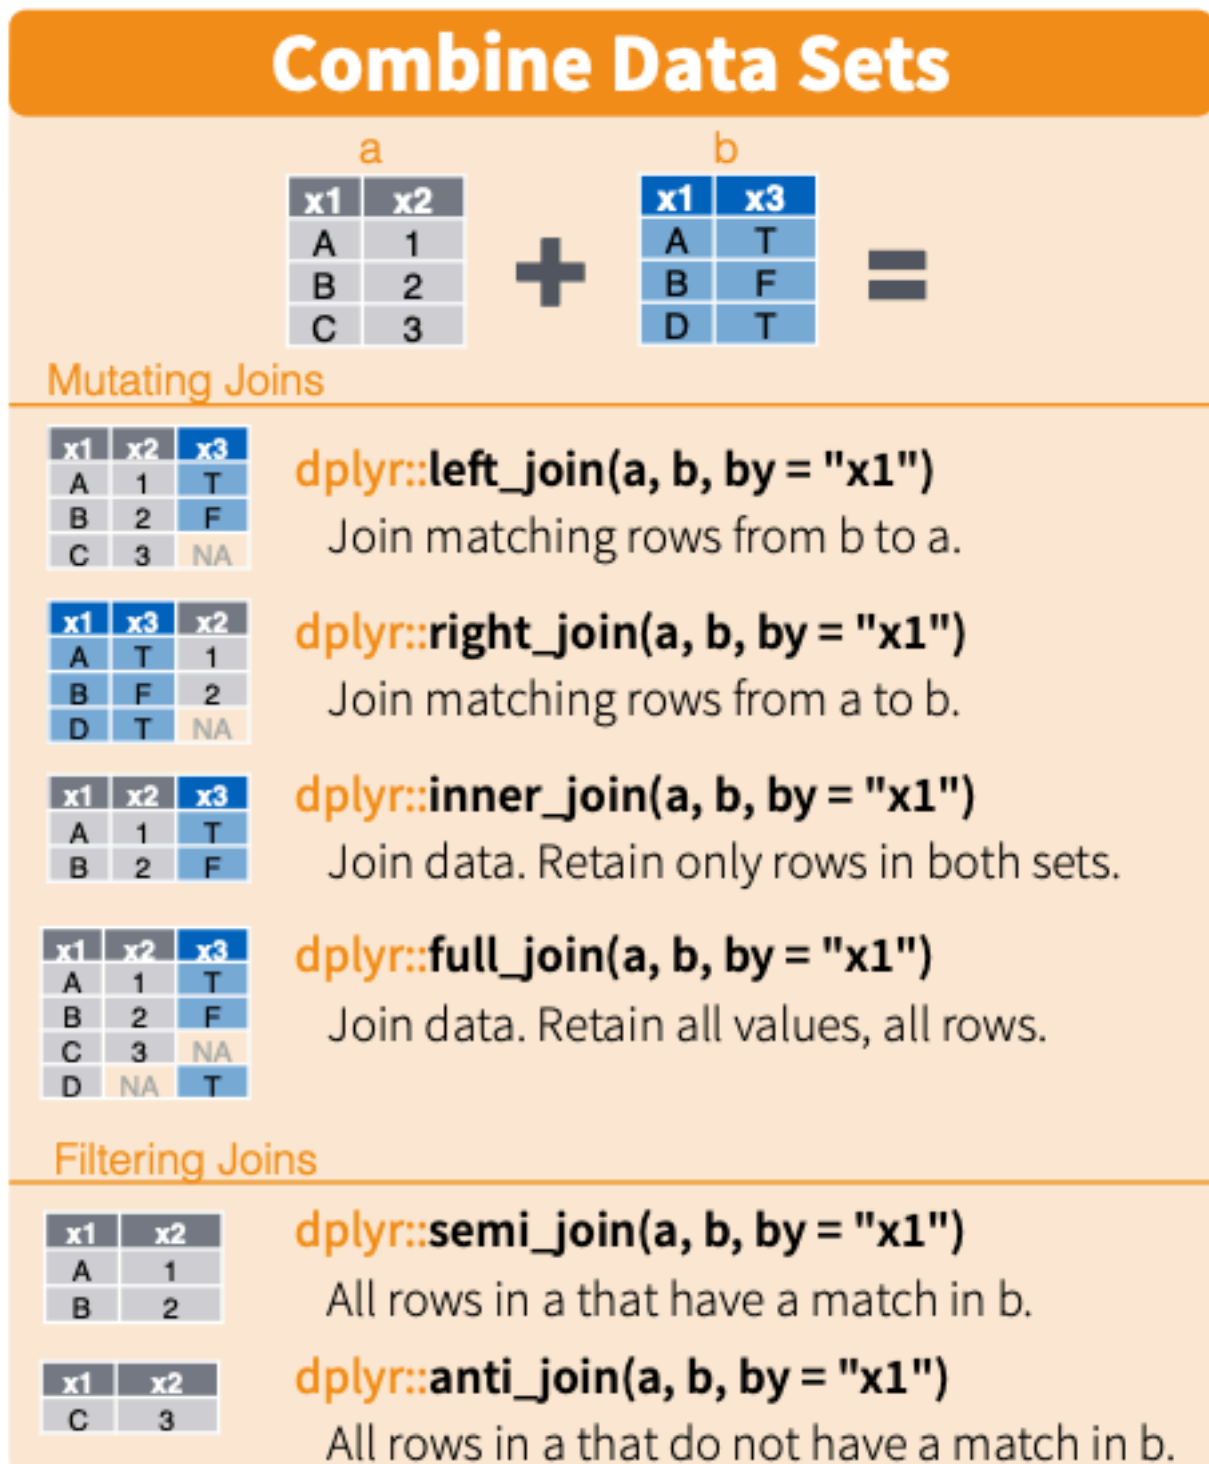 Combine Data Sets
a b
x1 x2 x1 x3
A 1 A T
B 2 + B F =
C 3 D T
Mutating Joins
x1 x2 x3
A 1 T
B 2 F
C 3 NA
dplyr::left_join(a, b, by = "x1")
Join matching rows from b to a.
x1 x3 x2
A T 1
B F 2
D T NA
dplyr::right_join(a, b, by = "x1")
Join matching rows from a to b.
x1 x2 x3
A 1 T
B 2 F
dplyr::inner_join(a, b, by = "x1")
Join data. Retain only rows in both sets.
x1 x2 x3
A 1 T
B 2 F
C 3 NA
D NA T
dplyr::full_join(a, b, by = "x1")
Join data. Retain all values, all rows.
Filtering Joins
x1 x2
A 1
B 2
dplyr::semi_join(a, b, by = "x1")
All rows in a that have a match in b.
x1 x2
C 3
dplyr::anti_join(a, b, by = "x1")
All rows in a that do not have a match in b.